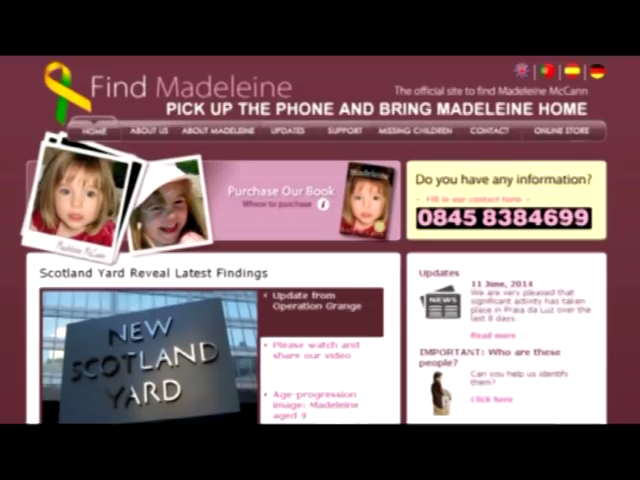 Find Madeleine
The official site to find Madeleine McCann
PICK UP THE PHONE AND BRING MADELEINE HOME
HOME ABOUT US ABOUT MADELEINE UPDATES SUPPORT MISSING CHILDREN CONTACT ONLINE STORE
Madeleine McCann
Purchase Our Book
Where to purchase i
madeleine
Do you have any information?
Fill in our contact form
0845 8384699
Scotland Yard Reveal Latest Findings
NEW
SCOTLAND
YARD
Update from
Operation Grange
Please watch and
share our video
Age-progression
image: Madeleine
aged 9
Updates
NEWS
11 June, 2014
We are very pleased that
significant activity has taken
place in Praia da Luz over the
last 8 days
Read more
IMPORTANT: Who are these
people?
Can you help us identify
them?
Click here